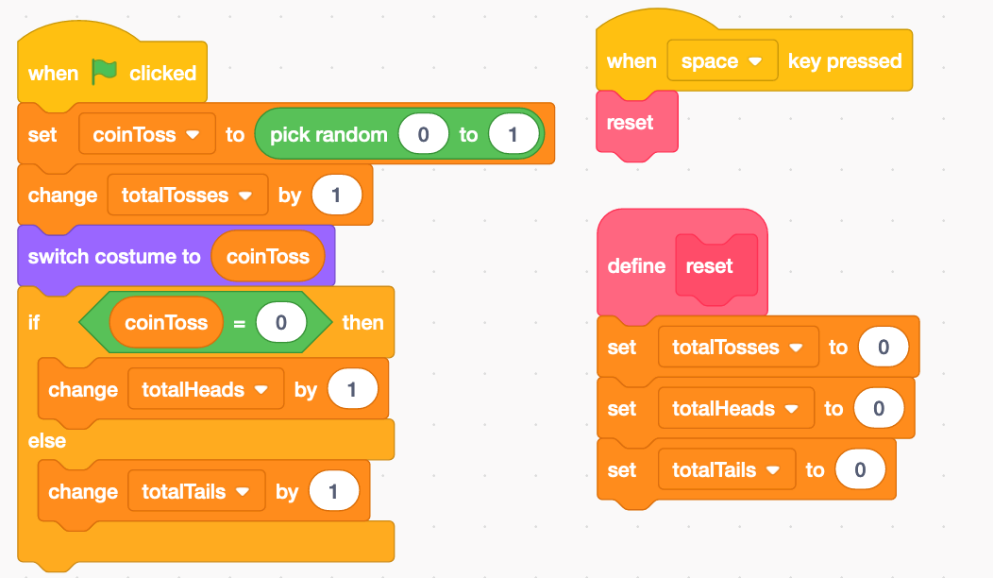 when clicked
set coinToss to pick random 0 to 1
change totalTosses by 1
switch costume to coinToss
if coinToss = 0 then
change totalHeads by 1
else
change totalTails by 1
when space key pressed
reset
define reset
set totalTosses to 0
set totalHeads to 0
set totalTails to 0